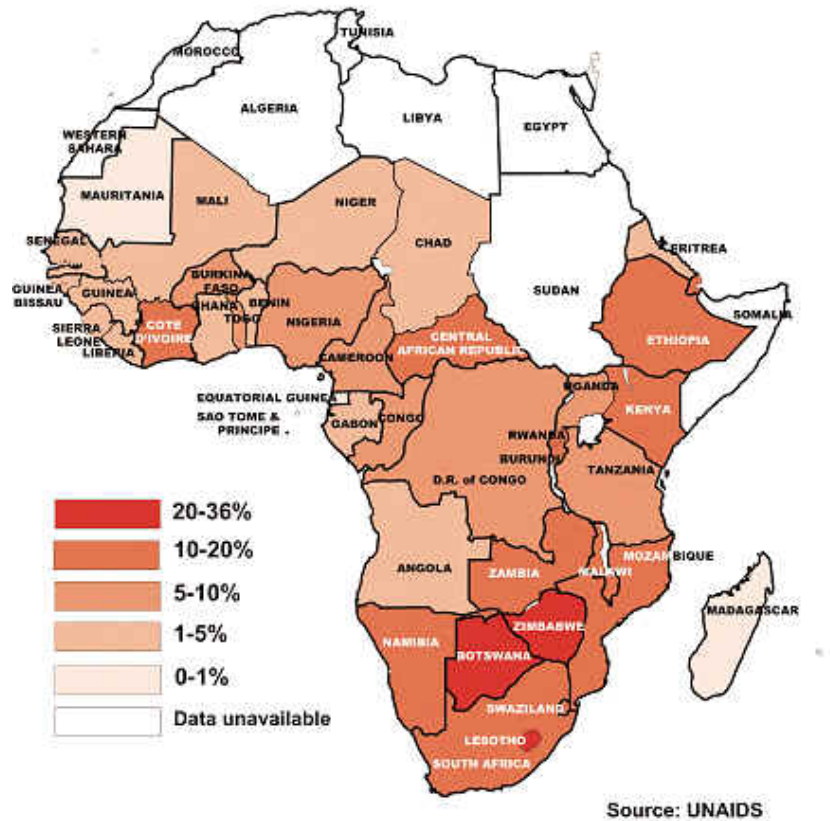 TUNISIA
MOROCCO
ALGERIA
LIBYA
EGYPT
WESTERN
SAHARA
MAURITANIA
MALI
NIGER
CHAD
SUDAN
ERITREA
SENEGAL
GUINEA
BISSAU
GUINEA
BURKINA
FASO
BENIN
GHANA
TOGO
NIGERIA
SIERRA
LEONE
LIBERIA
COTE
D'IVOIRE
CENTRAL
AFRICAN REPUBLIC
CAMEROON
ETHIOPIA
SOMALIA
EQUATORIAL GUINEA
SAO TOME &
PRINCIPE
GABON
CONGO
UGANDA
KENYA
RWANDA
BURUNDI
D.R. of CONGO
TANZANIA
ANGOLA
ZAMBIA
MALAWI
MOZAMBIQUE
MADAGASCAR
NAMIBIA
ZIMBABWE
BOTSWANA
SWAZILAND
LESOTHO
SOUTH AFRICA
20-36%
10-20%
5-10%
1-5%
0-1%
Data unavailable
Source: UNAIDS